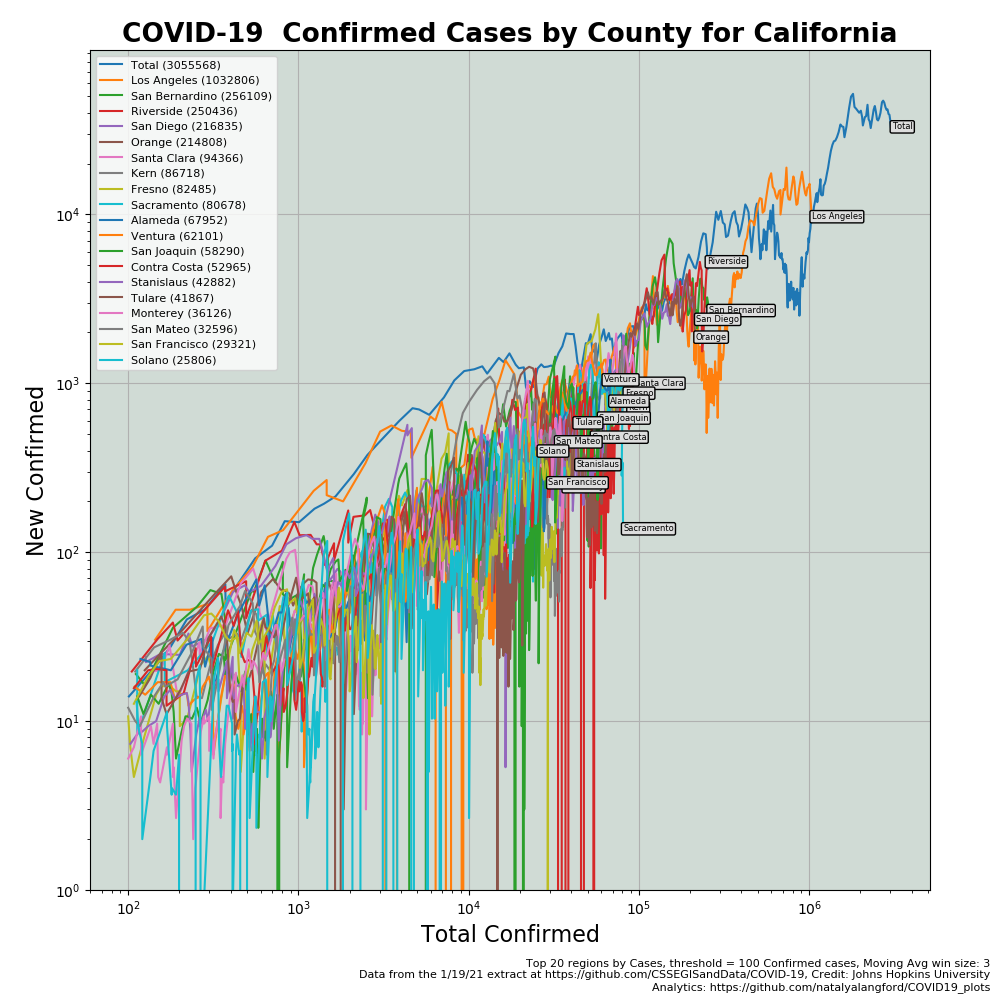 COVID-19  Confirmed Cases by County for California
Total (3055568)
Los Angeles (1032806)
San Bernardino (256109)
Riverside (250436)
San Diego (216835)
Orange (214808)
Santa Clara (94366)
Kern (86718)
Fresno (82485)
Sacramento (80678)
Alameda (67952)
Ventura (62101)
San Joaquin (58290)
Contra Costa (52965)
Stanislaus (42882)
Tulare (41867)
Monterey (36126)
San Mateo (32596)
San Francisco (29321)
Solano (25806)
Total
Los Angeles
Riverside
San Bernardino
San Diego
Orange
Ventura
anta Clara
Fresno
Alameda
San Joaquin
Tulare
ntra Costa
San Mateo
Solano
Stanislaus
San Francisco
Sacramento
New Confirmed
10⁴
10³
10²
10¹
10⁰
10² 10³ 10⁴ 10⁵ 10⁶
Total Confirmed
Top 20 regions by Cases, threshold = 100 Confirmed cases, Moving Avg win size: 3
Data from the 1/19/21 extract at https://github.com/CSSEGISandData/COVID-19, Credit: Johns Hopkins University
Analytics: https://github.com/natalyalangford/COVID19_plots